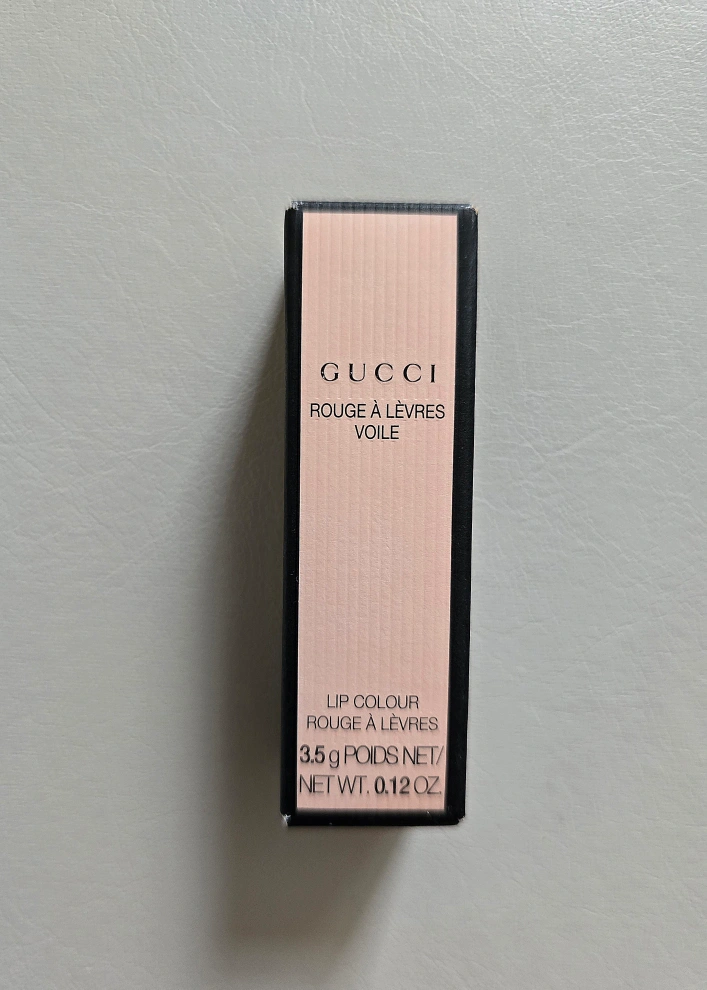 GUCCI
ROUGE À LÈVRES
VOILE
LIP COLOUR
ROUGE À LÈVRES
3.5 g POIDS NET/
NET WT. 0.12 OZ.